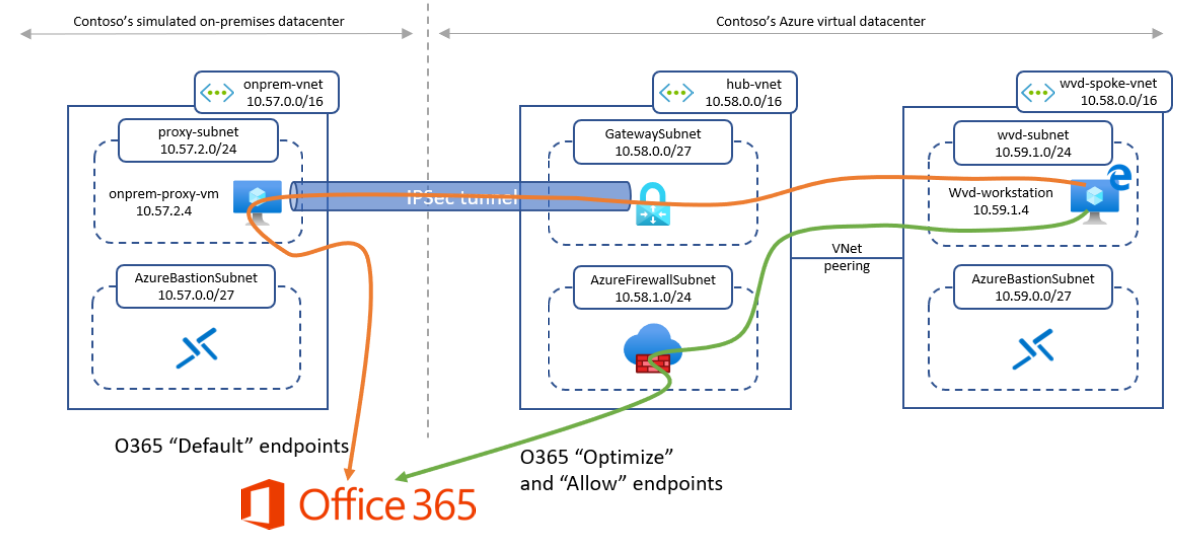 Contoso's simulated on-premises datacenter
Contoso's Azure virtual datacenter
onprem-vnet
10.57.0.0/16
hub-vnet
10.58.0.0/16
wvd-spoke-vnet
10.58.0.0/16
proxy-subnet
10.57.2.0/24
GatewaySubnet
10.58.0.0/27
wvd-subnet
10.59.1.0/24
onprem-proxy-vm
10.57.2.4
IPSec tunnel
Wvd-workstation
10.59.1.4
VNet
peering
AzureBastionSubnet
10.57.0.0/27
AzureFirewallSubnet
10.58.1.0/24
AzureBastionSubnet
10.59.0.0/27
O365 “Default” endpoints
O365 “Optimize”
and “Allow” endpoints
Office 365